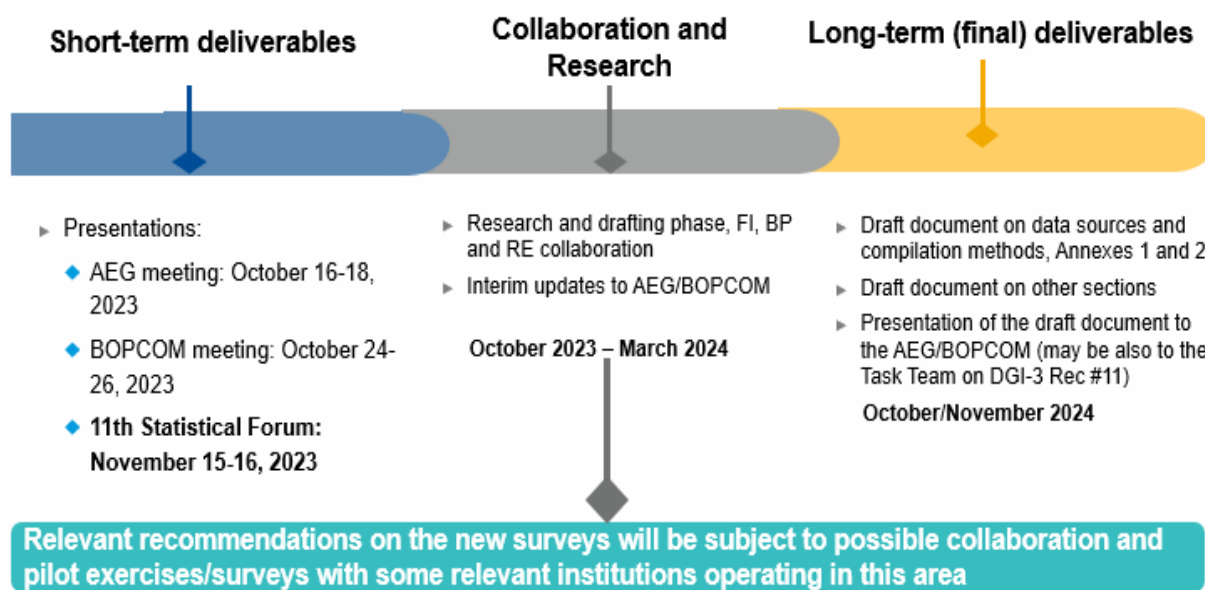 Short-term deliverables
Collaboration and
Research
Long-term (final) deliverables
Presentations:
AEG meeting: October 16-18,
2023
BOPCOM meeting: October 24-
26, 2023
11th Statistical Forum:
November 15-16, 2023
Research and drafting phase, FI, BP
and RE collaboration
Interim updates to AEG/BOPCOM
October 2023 – March 2024
Draft document on data sources and
compilation methods, Annexes 1 and 2
Draft document on other sections
Presentation of the draft document to
the AEG/BOPCOM (may be also to the
Task Team on DGI-3 Rec #11)
October/November 2024
Relevant recommendations on the new surveys will be subject to possible collaboration and
pilot exercises/surveys with some relevant institutions operating in this area